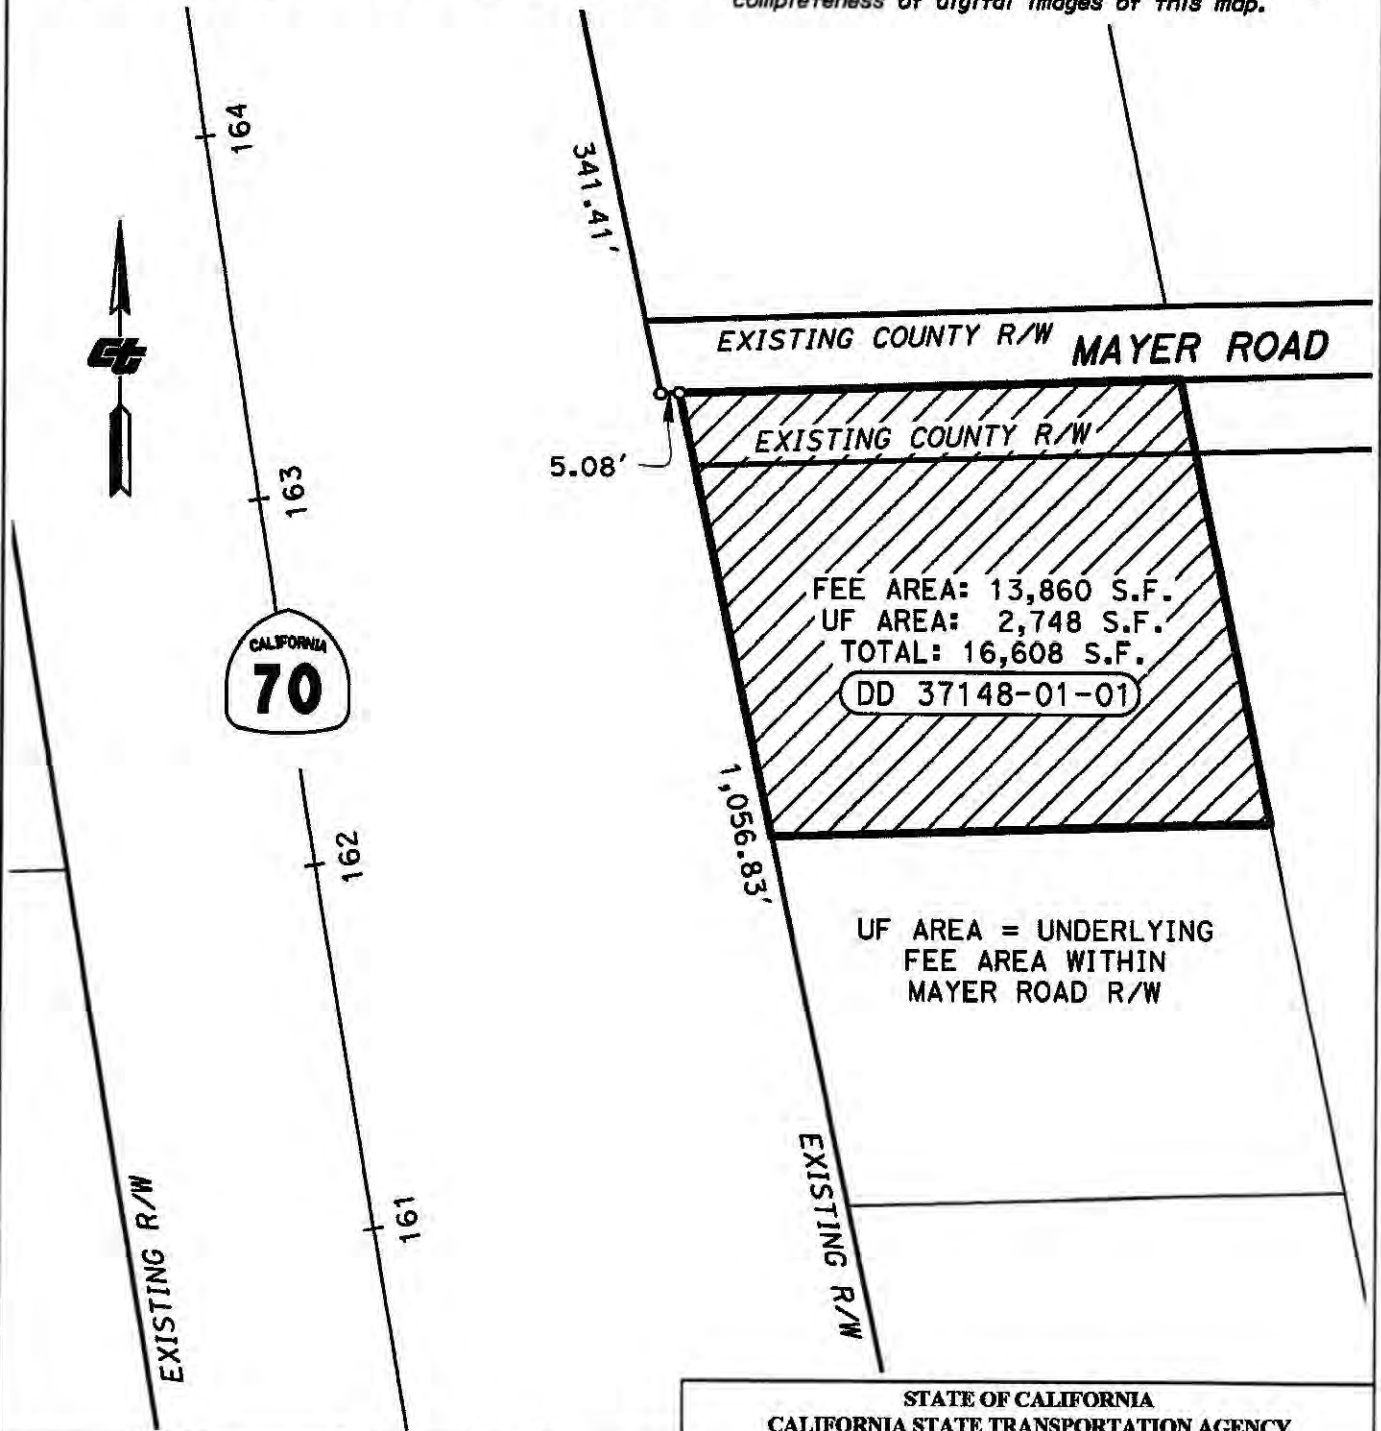 completeness of digital images of this map.
164
341.41'
EXISTING COUNTY R/W
MAYER ROAD
Ct
5.08'
EXISTING COUNTY R/W
163
FEE AREA: 13,860 S.F.
UF AREA: 2,748 S.F.
TOTAL: 16,608 S.F.
DD 37148-01-01
CALIFORNIA
70
1,056.83'
162
UF AREA = UNDERLYING
FEE AREA WITHIN
MAYER ROAD R/W
EXISTING R/W
161
EXISTING R/W
STATE OF CALIFORNIA
CALIFORNIA STATE TRANSPORTATION AGENCY